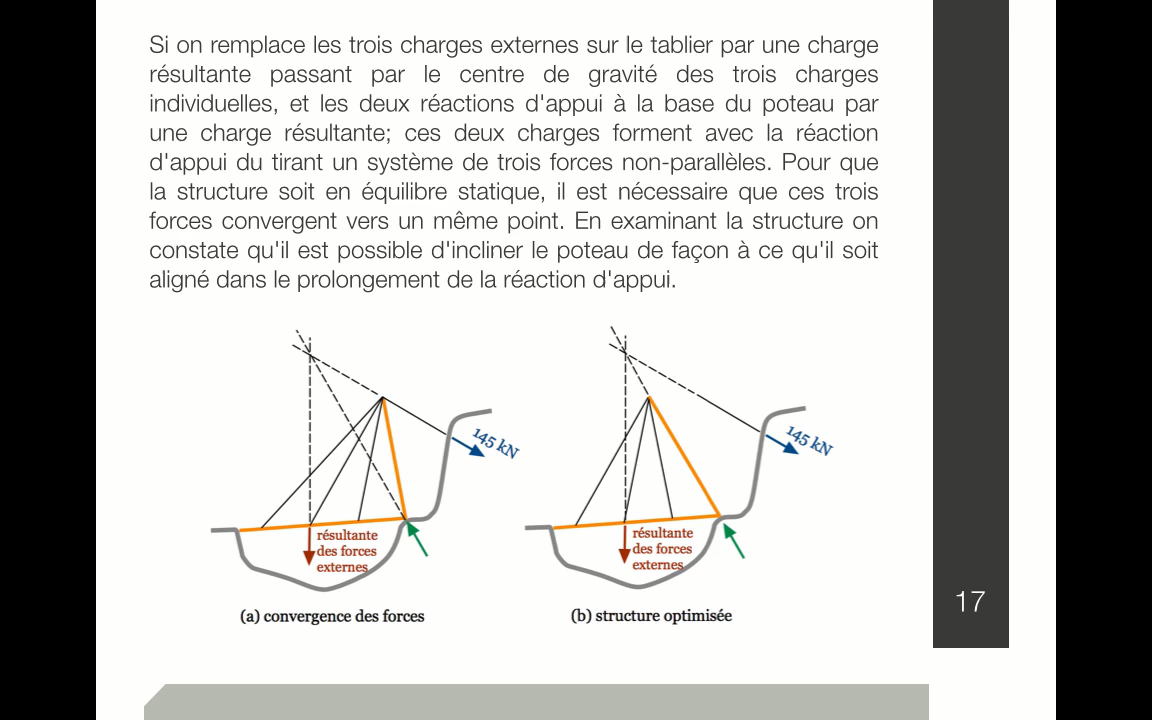 Si on remplace les trois charges externes sur le tablier par une charge
résultante passant par le centre de gravité des trois charges
individuelles, et les deux réactions d'appui à la base du poteau par
une charge résultante; ces deux charges forment avec la réaction
d'appui du tirant un système de trois forces non-parallèles. Pour que
la structure soit en équilibre statique, il est nécessaire que ces trois
forces convergent vers un même point. En examinant la structure on
constate qu'il est possible d'incliner le poteau de façon à ce qu'il soit
aligné dans le prolongement de la réaction d'appui.
145 kN
résultante
des forces
externes
(a) convergence des forces
145 kN
résultante
des forces
externes
(b) structure optimisée
17